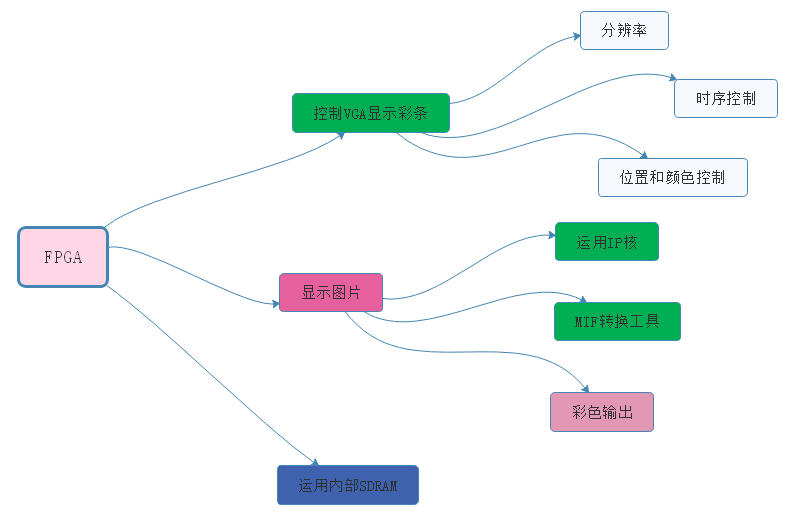 分辨率
时序控制
控制VGA显示彩条
位置和颜色控制
运用IP核
FPGA
显示图片
MIF转换工具
彩色输出
运用内部SDRAM